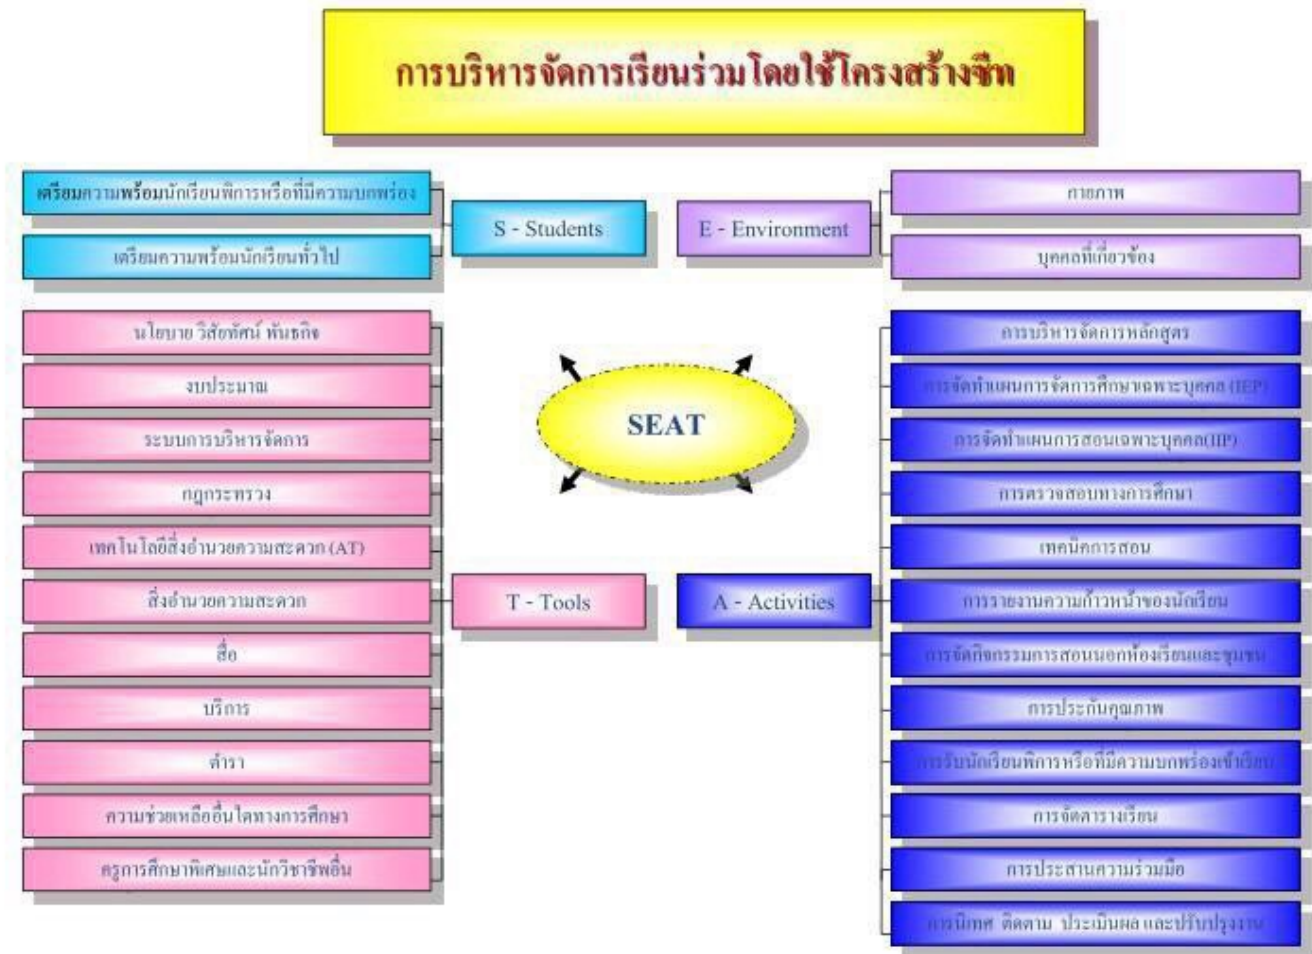 การบริหารจัดการเรียนร่วมโดยใช้โครงสร้างซีท
เตรียมความพร้อมนักเรียนพิการหรือที่มีความบกพร่อง
เตรียมความพร้อมนักเรียนทั่วไป
S - Students
E - Environment
กายภาพ
บุคคลที่เกี่ยวข้อง
นโยบาย วิสัยทัศน์ พันธกิจ
งบประมาณ
ระบบการบริหารจัดการ
กฎกระทรวง
เทคโนโลยีสิ่งอำนวยความสะดวก (AT)
สิ่งอำนวยความสะดวก
สื่อ
บริการ
ตำรา
ความช่วยเหลืออื่นใดทางการศึกษา
ครูการศึกษาพิเศษและนักวิชาชีพอื่น
SEAT
T - Tools
A - Activities
การบริหารจัดการหลักสูตร
การจัดทำแผนการจัดการศึกษาเฉพาะบุคคล (IEP)
การจัดทำแผนการสอนเฉพาะบุคคล(IIP)
การตรวจสอบทางการศึกษา
เทคนิคการสอน
การรายงานความก้าวหน้าของนักเรียน
การจัดกิจกรรมการสอนนอกห้องเรียนและชุมชน
การประกันคุณภาพ
การรับนักเรียนพิการหรือที่มีความบกพร่องเข้าเรียน
การจัดตารางเรียน
การประสานความร่วมมือ
การนิเทศ ติดตาม ประเมินผล และปรับปรุงงาน